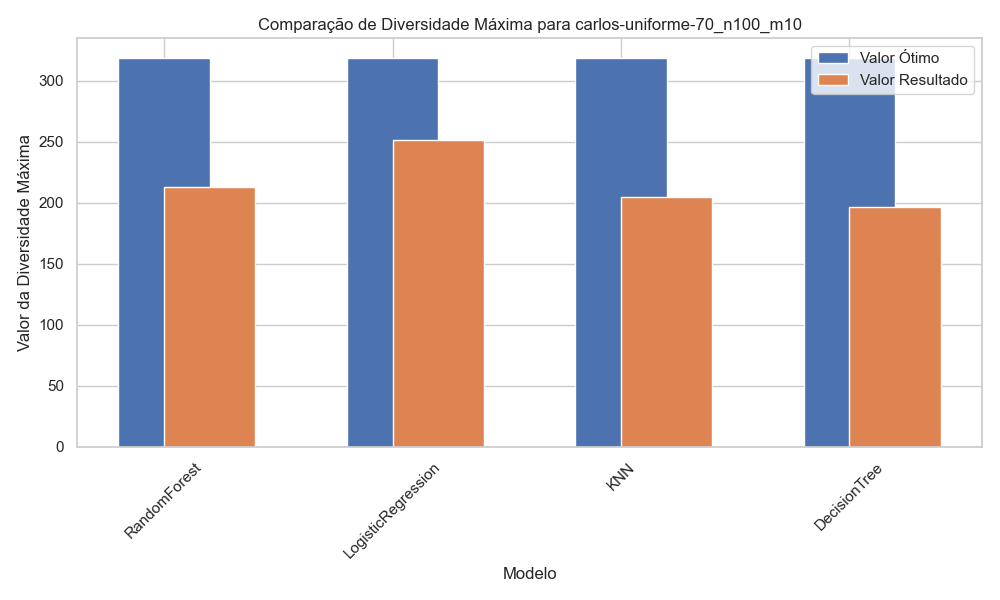 Comparação de Diversidade Máxima para carlos-uniforme-70_n100_m10
Valor Ótimo
Valor Resultado
Valor da Diversidade Máxima
300
250
200
150
100
50
0
RandomForest
LogisticRegression
KNN
DecisionTree
Modelo